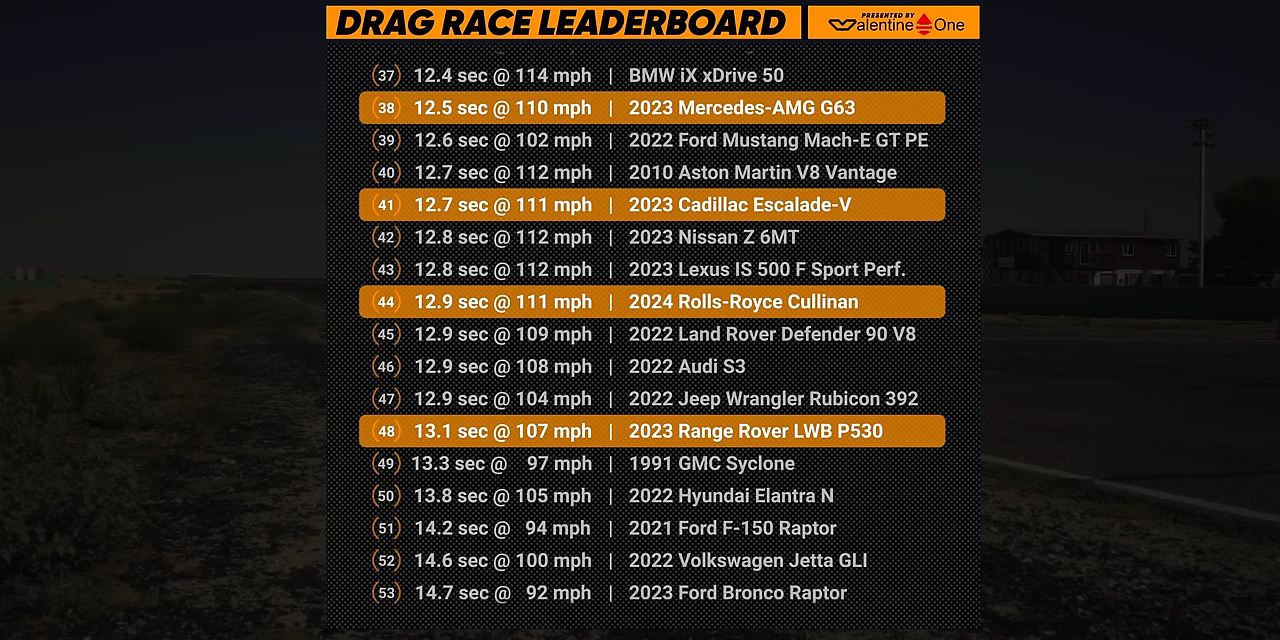 DRAG RACE LEADERBOARD
PRESENTED BY
Valentine One
(37) 12.4 sec @ 114 mph | BMW iX xDrive 50
(38) 12.5 sec @ 110 mph | 2023 Mercedes-AMG G63
(39) 12.6 sec @ 102 mph | 2022 Ford Mustang Mach-E GT PE
(40) 12.7 sec @ 112 mph | 2010 Aston Martin V8 Vantage
(41) 12.7 sec @ 111 mph | 2023 Cadillac Escalade-V
(42) 12.8 sec @ 112 mph | 2023 Nissan Z 6MT
(43) 12.8 sec @ 112 mph | 2023 Lexus IS 500 F Sport Perf.
(44) 12.9 sec @ 111 mph | 2024 Rolls-Royce Cullinan
(45) 12.9 sec @ 109 mph | 2022 Land Rover Defender 90 V8
(46) 12.9 sec @ 108 mph | 2022 Audi S3
(47) 12.9 sec @ 104 mph | 2022 Jeep Wrangler Rubicon 392
(48) 13.1 sec @ 107 mph | 2023 Range Rover LWB P530
(49) 13.3 sec @ 97 mph | 1991 GMC Syclone
(50) 13.8 sec @ 105 mph | 2022 Hyundai Elantra N
(51) 14.2 sec @ 94 mph | 2021 Ford F-150 Raptor
(52) 14.6 sec @ 100 mph | 2022 Volkswagen Jetta GLI
(53) 14.7 sec @ 92 mph | 2023 Ford Bronco Raptor